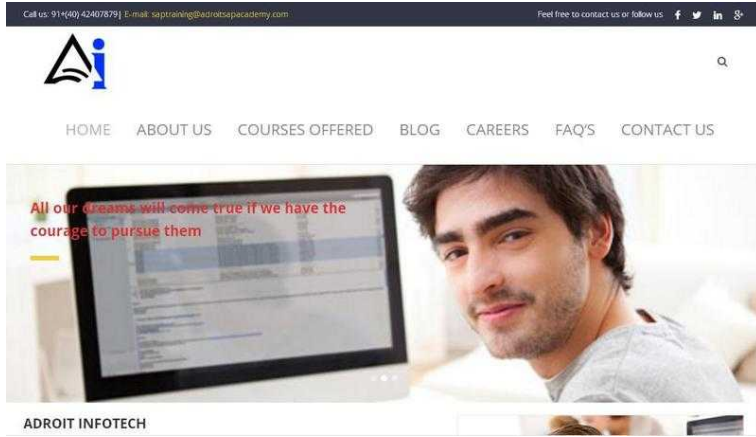 Call us: 91+(40) 42407879| E-mail: saptraining@adroitsapacademy.com
Feel free to contact us or follow us
Ai
HOME ABOUT US COURSES OFFERED BLOG CAREERS FAQ'S CONTACT US
All our dreams will come true if we have the
courage to pursue them
ADROIT INFOTECH